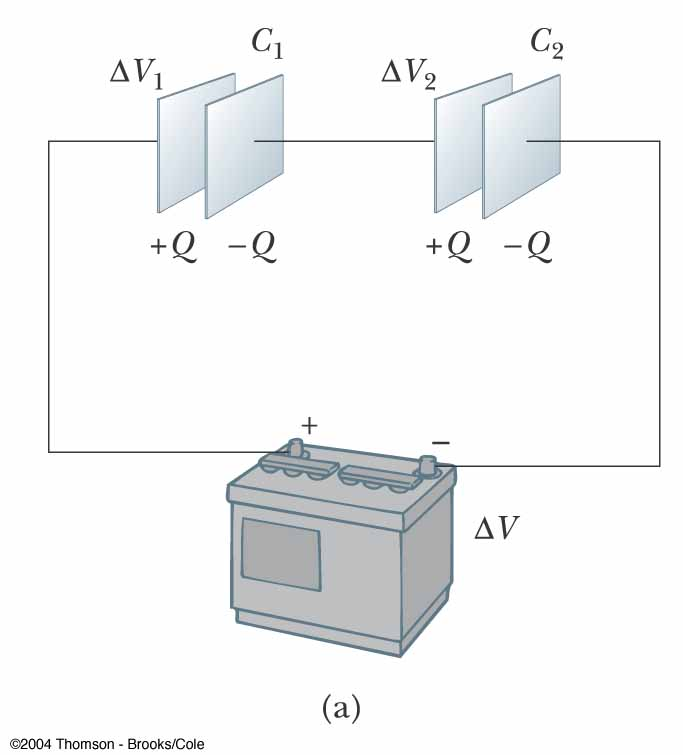 ΔV₁ C₁ ΔV₂ C₂
+Q −Q +Q −Q
+ −
ΔV
(a)
©2004 Thomson - Brooks/Cole